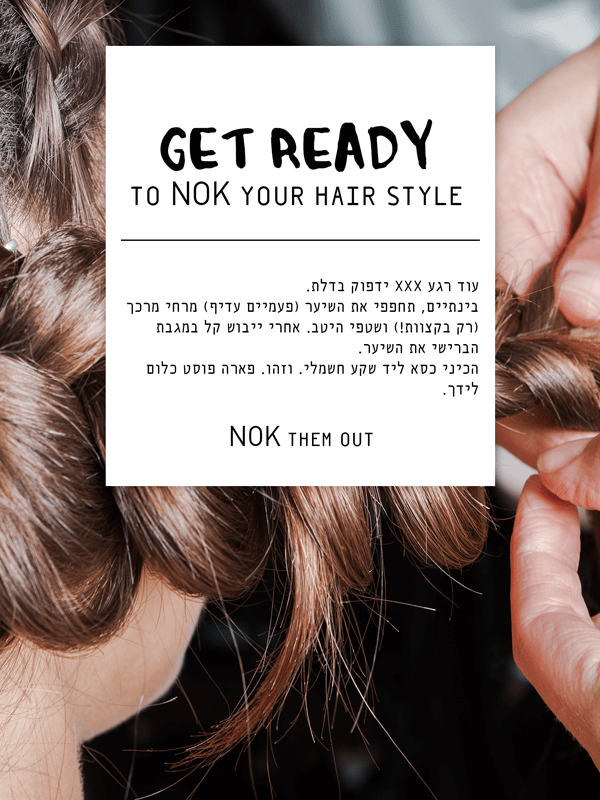 GET READY
TO NOK YOUR HAIR STYLE
עוד רגע XXX ידפוק בדלת.
בינתיים, תחפפי את השיער (פעמיים עדיף) מרחי מרכך
(רק בקצוות!) ושטפי היטב. אחרי ייבוש קל במגבת
הברישי את השיער.
הכיני כסא ליד שקע חשמלי. וזהו. פארה פוסט כלום
לידך.
NOK THEM OUT